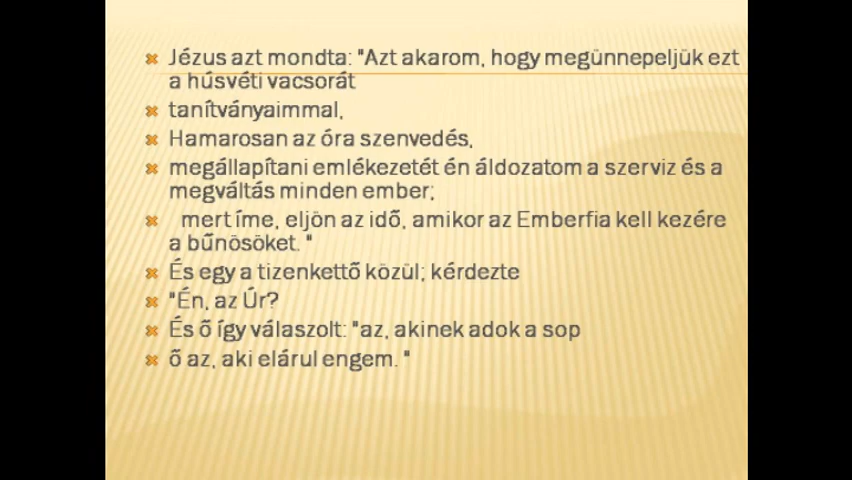 Jézus azt mondta: "Azt akarom, hogy megünnepeljük ezt
a húsvéti vacsorát
tanítványaimmal,
Hamarosan az óra szenvedés,
megállapítani emlékezetét én áldozatom a szerviz és a
megváltás minden ember;
mert íme, eljön az idő, amikor az Emberfia kell kezére
a bűnösöket. "
És egy a tizenkettő közül; kérdezte
"Én, az Úr?
És ő így válaszolt: "az, akinek adok a sop
ő az, aki elárul engem. "